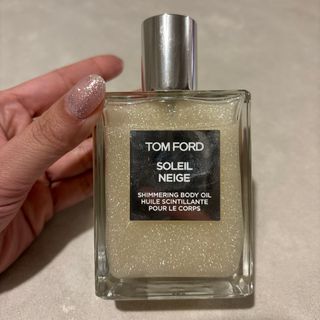 TOM FORD
SOLEIL
NEIGE
SHIMMERING BODY OIL
HUILE SCINTILLANTE
POUR LE CORPS